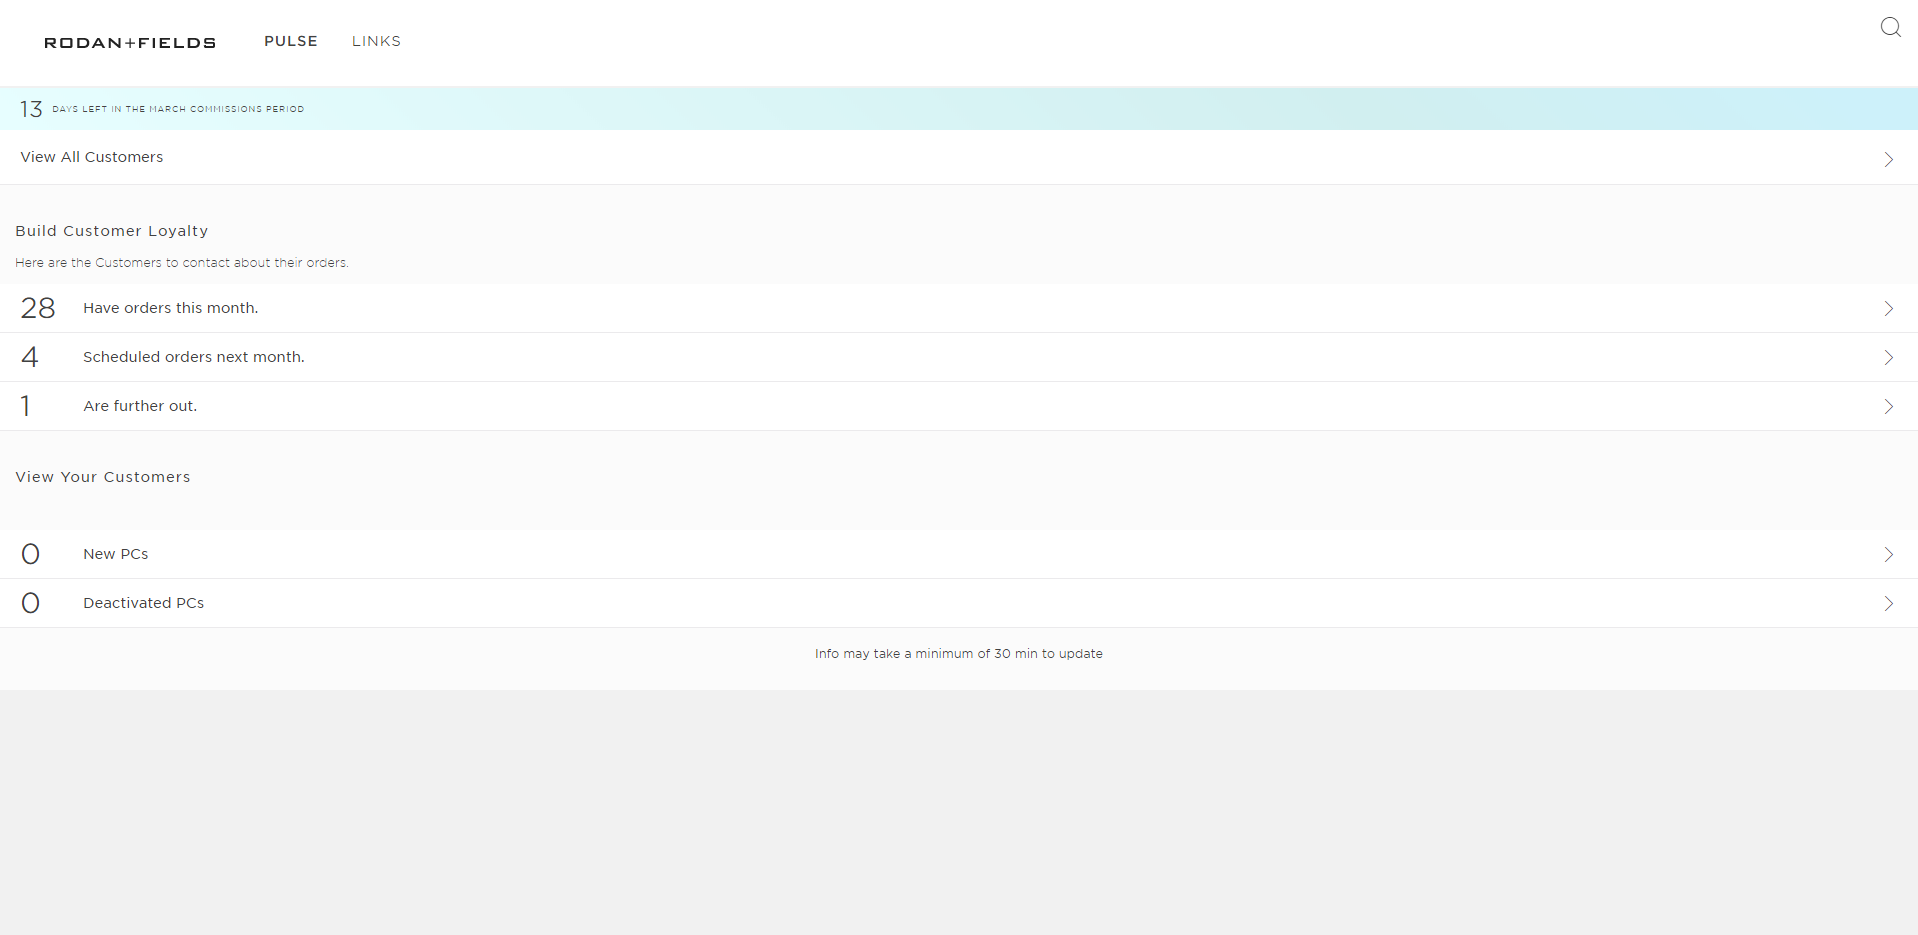 RODAN+FIELDS PULSE LINKS
13 DAYS LEFT IN THE MARCH COMMISSIONS PERIOD
View All Customers
Build Customer Loyalty
Here are the Customers to contact about their orders.
28 Have orders this month.
4 Scheduled orders next month.
1 Are further out.
View Your Customers
0 New PCs
0 Deactivated PCs
Info may take a minimum of 30 min to update